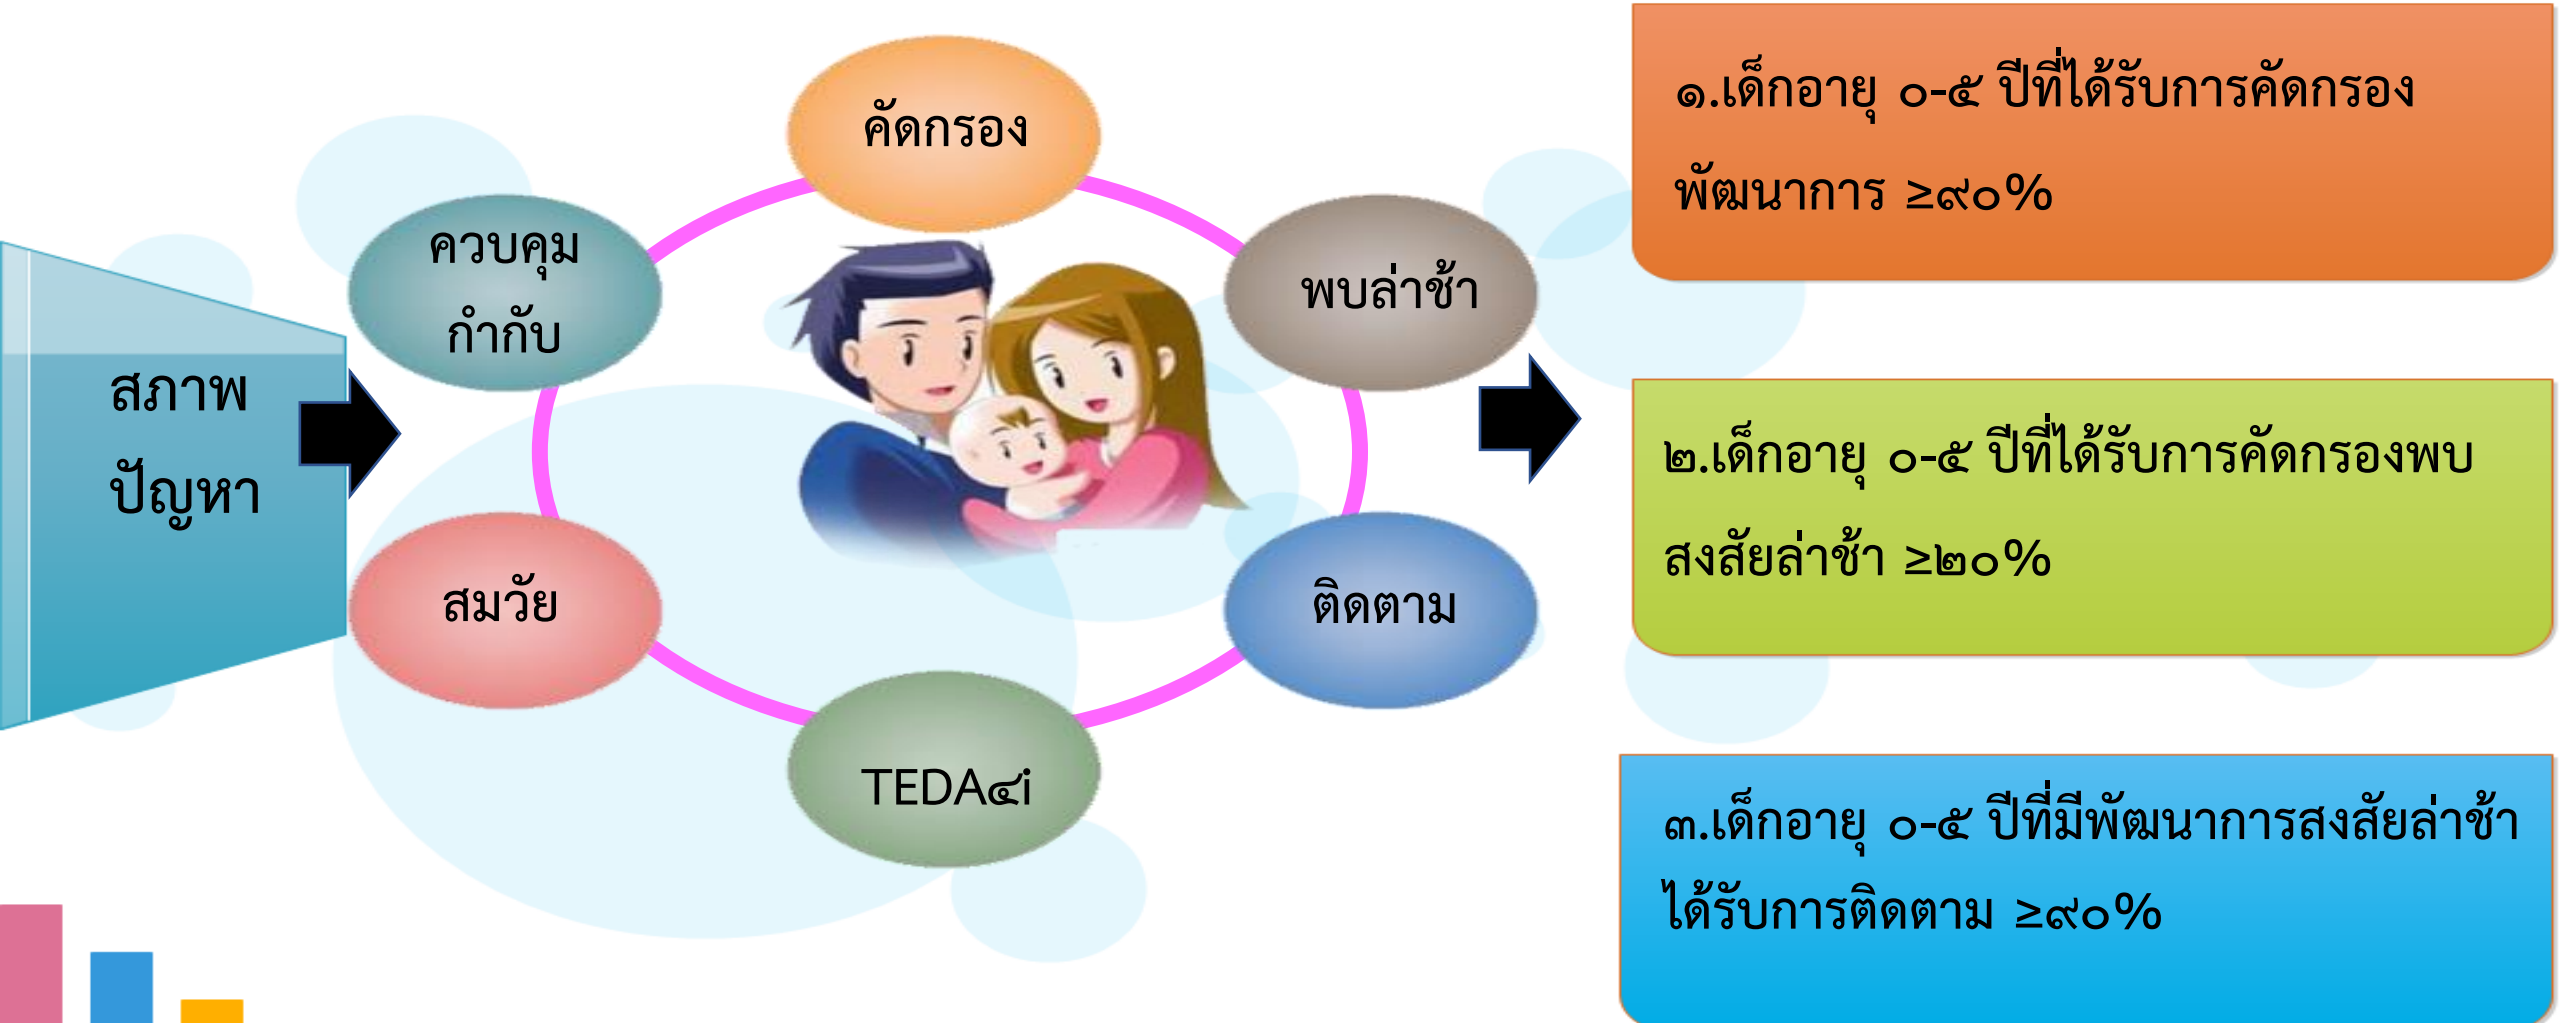 สภาพ
ปัญหา
คัดกรอง
พบล่าช้า
ติดตาม
TEDA๔i
สมวัย
ควบคุม
กำกับ
๑.เด็กอายุ ๐-๕ ปีที่ได้รับการคัดกรอง
พัฒนาการ ≥๙๐%
๒.เด็กอายุ ๐-๕ ปีที่ได้รับการคัดกรองพบ
สงสัยล่าช้า ≥๒๐%
๓.เด็กอายุ ๐-๕ ปีที่มีพัฒนาการสงสัยล่าช้า
ได้รับการติดตาม ≥๙๐%